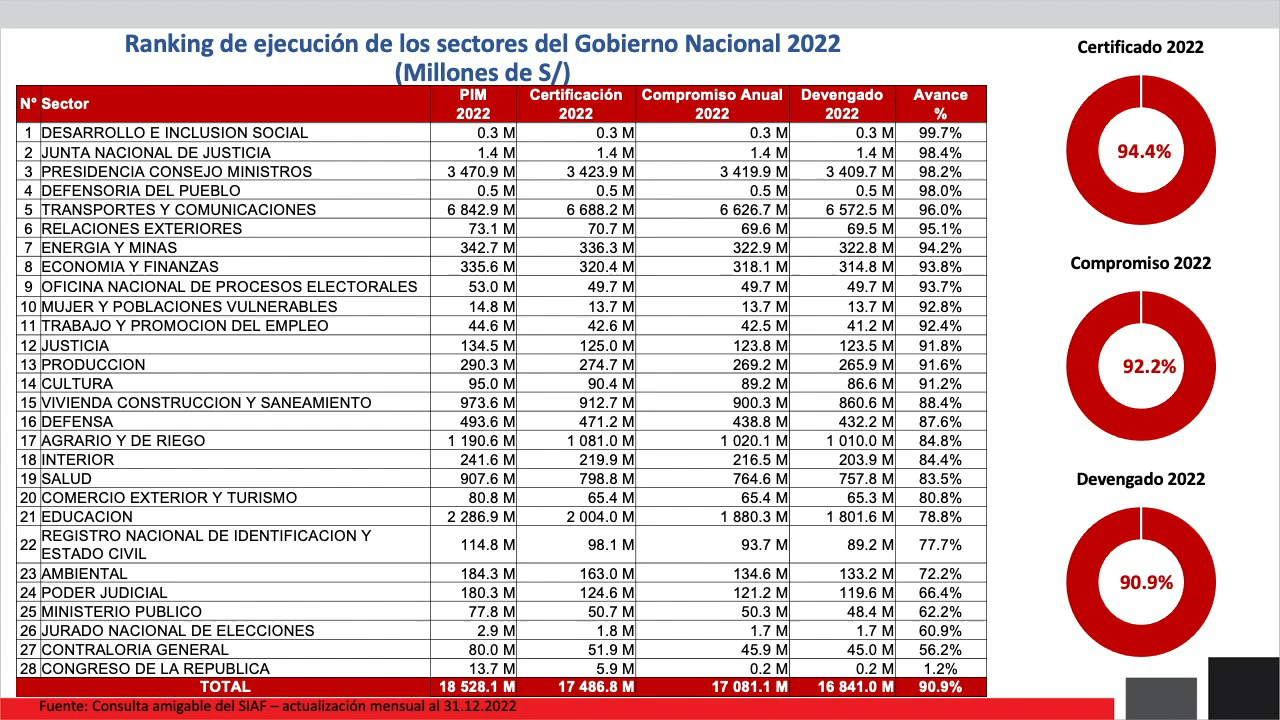 Ranking de ejecución de los sectores del Gobierno Nacional 2022
(Millones de S/)
N° Sector PIM 2022 Certificación 2022 Compromiso Anual 2022 Devengado 2022 Avance %
1 DESARROLLO E INCLUSION SOCIAL 0.3 M 0.3 M 0.3 M 0.3 M 99.7%
2 JUNTA NACIONAL DE JUSTICIA 1.4 M 1.4 M 1.4 M 1.4 M 98.4%
3 PRESIDENCIA CONSEJO MINISTROS 3 470.9 M 3 423.9 M 3 419.9 M 3 409.7 M 98.2%
4 DEFENSORIA DEL PUEBLO 0.5 M 0.5 M 0.5 M 0.5 M 98.0%
5 TRANSPORTES Y COMUNICACIONES 6 842.9 M 6 688.2 M 6 626.7 M 6 572.5 M 96.0%
6 RELACIONES EXTERIORES 73.1 M 70.7 M 69.6 M 69.5 M 95.1%
7 ENERGIA Y MINAS 342.7 M 336.3 M 322.9 M 322.8 M 94.2%
8 ECONOMIA Y FINANZAS 335.6 M 320.4 M 318.1 M 314.8 M 93.8%
9 OFICINA NACIONAL DE PROCESOS ELECTORALES 53.0 M 49.7 M 49.7 M 49.7 M 93.7%
10 MUJER Y POBLACIONES VULNERABLES 14.8 M 13.7 M 13.7 M 13.7 M 92.8%
11 TRABAJO Y PROMOCION DEL EMPLEO 44.6 M 42.6 M 42.5 M 41.2 M 92.4%
12 JUSTICIA 134.5 M 125.0 M 123.8 M 123.5 M 91.8%
13 PRODUCCION 290.3 M 274.7 M 269.2 M 265.9 M 91.6%
14 CULTURA 95.0 M 90.4 M 89.2 M 86.6 M 91.2%
15 VIVIENDA CONSTRUCCION Y SANEAMIENTO 973.6 M 912.7 M 900.3 M 860.6 M 88.4%
16 DEFENSA 493.6 M 471.2 M 438.8 M 432.2 M 87.6%
17 AGRARIO Y DE RIEGO 1 190.6 M 1 081.0 M 1 020.1 M 1 010.0 M 84.8%
18 INTERIOR 241.6 M 219.9 M 216.5 M 203.9 M 84.4%
19 SALUD 907.6 M 798.8 M 764.6 M 757.8 M 83.5%
20 COMERCIO EXTERIOR Y TURISMO 80.8 M 65.4 M 65.4 M 65.3 M 80.8%
21 EDUCACION 2 286.9 M 2 004.0 M 1 880.3 M 1 801.6 M 78.8%
22 REGISTRO NACIONAL DE IDENTIFICACION Y
ESTADO CIVIL 114.8 M 98.1 M 93.7 M 89.2 M 77.7%
23 AMBIENTAL 184.3 M 163.0 M 134.6 M 133.2 M 72.2%
24 PODER JUDICIAL 180.3 M 124.6 M 121.2 M 119.6 M 66.4%
25 MINISTERIO PUBLICO 77.8 M 50.7 M 50.3 M 48.4 M 62.2%
26 JURADO NACIONAL DE ELECCIONES 2.9 M 1.8 M 1.7 M 1.7 M 60.9%
27 CONTRALORIA GENERAL 80.0 M 51.9 M 45.9 M 45.0 M 56.2%
28 CONGRESO DE LA REPUBLICA 13.7 M 5.9 M 0.2 M 0.2 M 1.2%
TOTAL 18 528.1 M 17 486.8 M 17 081.1 M 16 841.0 M 90.9%
Fuente: Consulta amigable del SIAF – actualización mensual al 31.12.2022
Certificado 2022
94.4%
Compromiso 2022
92.2%
Devengado 2022
90.9%